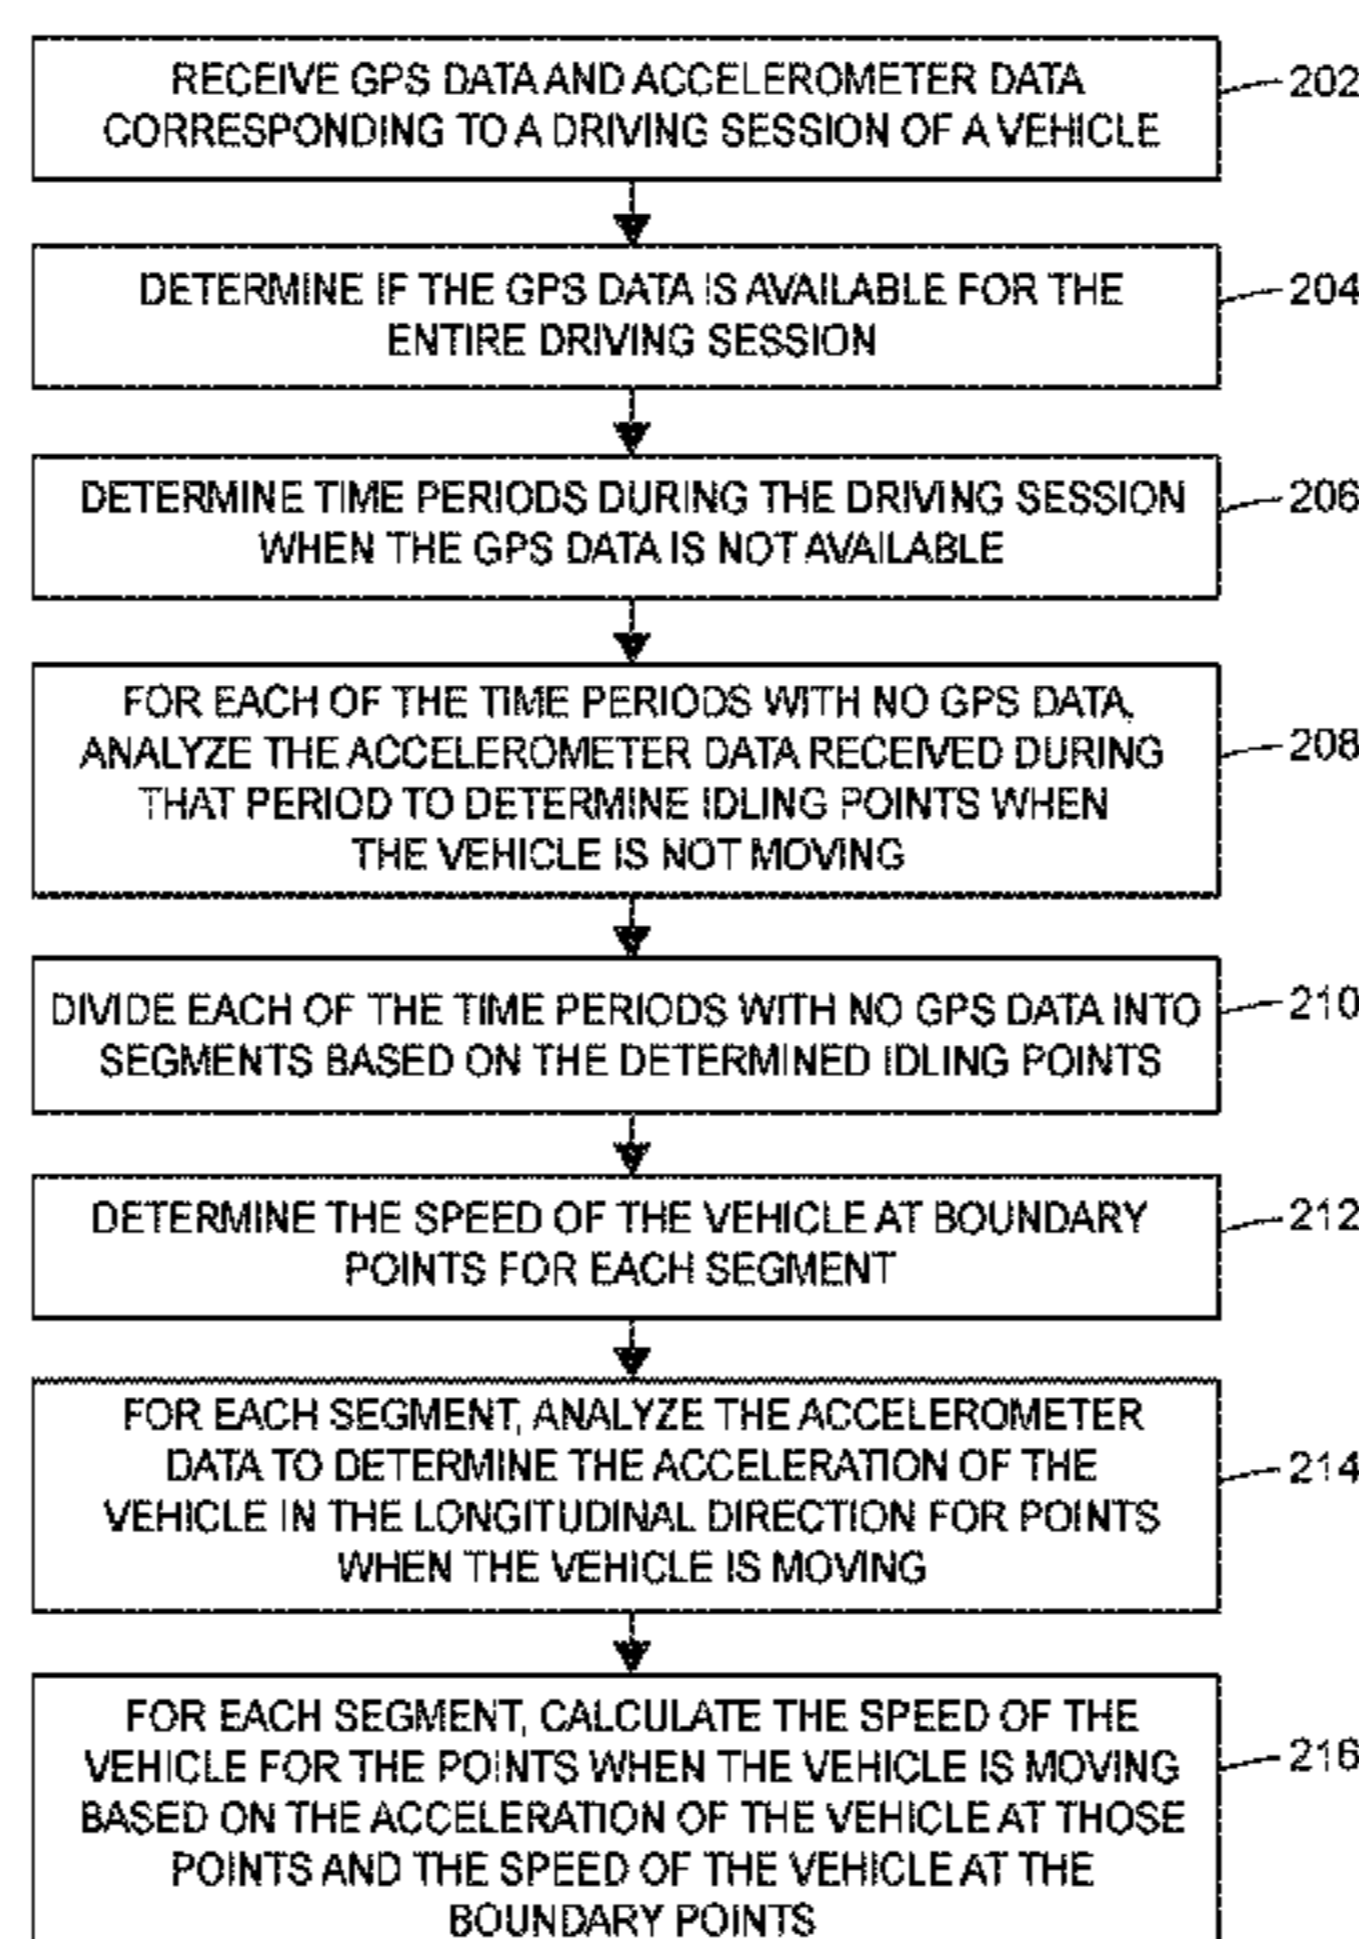 RECEIVE GPS DATA AND ACCELEROMETER DATA
CORRESPONDING TO A DRIVING SESSION OF A VEHICLE
202
DETERMINE IF THE GPS DATA IS AVAILABLE FOR THE
ENTIRE DRIVING SESSION
204
DETERMINE TIME PERIODS DURING THE DRIVING SESSION
WHEN THE GPS DATA IS NOT AVAILABLE
206
FOR EACH OF THE TIME PERIODS WITH NO GPS DATA,
ANALYZE THE ACCELEROMETER DATA RECEIVED DURING
THAT PERIOD TO DETERMINE IDLING POINTS WHEN
THE VEHICLE IS NOT MOVING
208
DIVIDE EACH OF THE TIME PERIODS WITH NO GPS DATA INTO
SEGMENTS BASED ON THE DETERMINED IDLING POINTS
210
DETERMINE THE SPEED OF THE VEHICLE AT BOUNDARY
POINTS FOR EACH SEGMENT
212
FOR EACH SEGMENT, ANALYZE THE ACCELEROMETER
DATA TO DETERMINE THE ACCELERATION OF THE
VEHICLE IN THE LONGITUDINAL DIRECTION FOR POINTS
WHEN THE VEHICLE IS MOVING
214
FOR EACH SEGMENT, CALCULATE THE SPEED OF THE
VEHICLE FOR THE POINTS WHEN THE VEHICLE IS MOVING
BASED ON THE ACCELERATION OF THE VEHICLE AT THOSE
POINTS AND THE SPEED OF THE VEHICLE AT THE
BOUNDARY POINTS
216